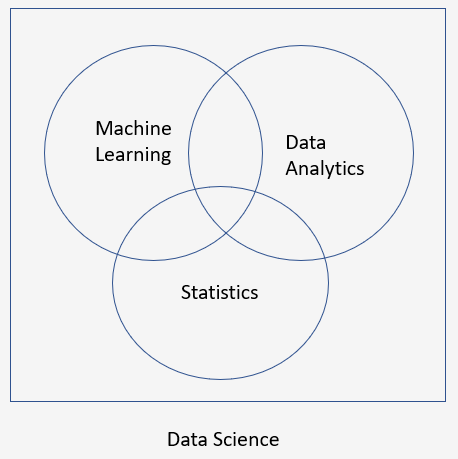 Machine
Learning
Data
Analytics
Statistics
Data Science